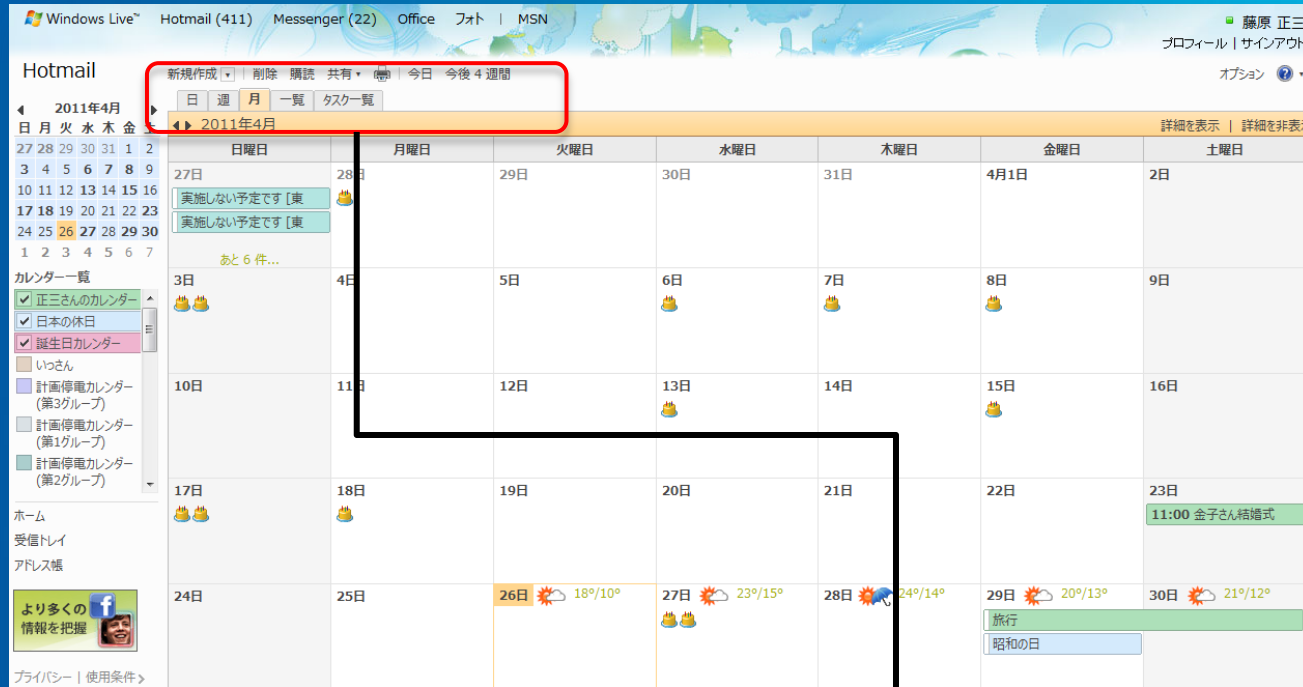 Windows Live™ Hotmail (411) Messenger (22) Office フォト | MSN
藤原 正三
プロフィール | サインアウト
Hotmail
新規作成 | 削除 購読 共有 | 今日 今後 4 週間
オプション
日 週 月 一覧 タスク一覧
2011年4月
詳細を表示 | 詳細を非表示
2011年4月
日 月 火 水 木 金 土
27 28 29 30 31 1 2
3 4 5 6 7 8 9
10 11 12 13 14 15 16
17 18 19 20 21 22 23
24 25 26 27 28 29 30
1 2 3 4 5 6 7
カレンダー一覧
正三さんのカレンダー
日本の休日
誕生日カレンダー
いっさん
計画停電カレンダー
(第3グループ)
計画停電カレンダー
(第1グループ)
計画停電カレンダー
(第2グループ)
ホーム
受信トレイ
アドレス帳
より多くの
情報を把握
プライバシー | 使用条件
日曜日 月曜日 火曜日 水曜日 木曜日 金曜日 土曜日
27日 28日 29日 30日 31日 4月1日 2日
実施しない予定です [東
実施しない予定です [東
あと 6 件...
3日 4日 5日 6日 7日 8日 9日
10日 11日 12日 13日 14日 15日 16日
17日 18日 19日 20日 21日 22日 23日
11:00 金子さん結婚式
24日 25日 26日 18°/10° 27日 23°/15° 28日 24°/14° 29日 20°/13° 30日 21°/12°
旅行
昭和の日